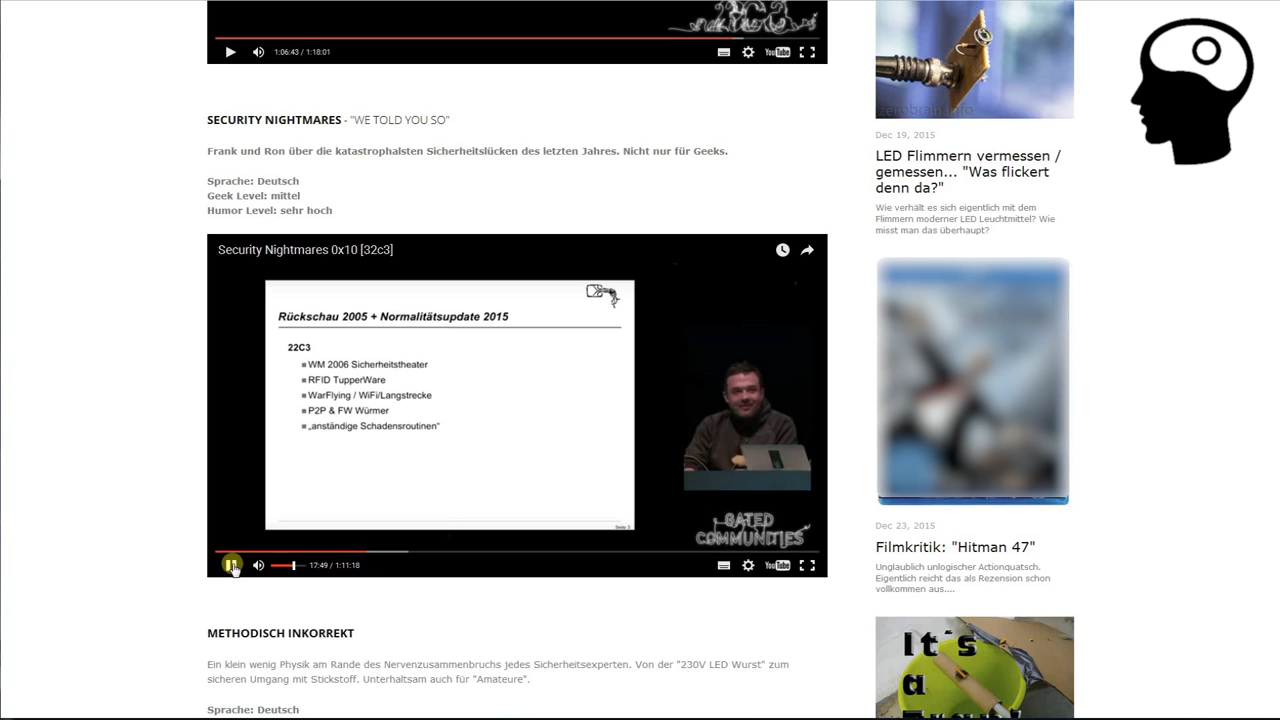 1:06:43 / 1:18:01
YouTube
SECURITY NIGHTMARES - "WE TOLD YOU SO"
Frank und Ron über die katastrophalsten Sicherheitslücken des letzten Jahres. Nicht nur für Geeks.
Sprache: Deutsch
Geek Level: mittel
Humor Level: sehr hoch
Security Nightmares 0x10 [32c3]
Rückschau 2005 + Normalitätsupdate 2015
22C3
WM 2006 Sicherheitstheater
RFID TupperWare
WarFlying / WiFi/Langstrecke
P2P & FW Würmer
„anständige Schadensroutinen"
Seite 3
GATED
COMMUNITIES
17:49 / 1:11:18
YouTube
METHODISCH INKORREKT
Ein klein wenig Physik am Rande des Nervenzusammenbruchs jedes Sicherheitsexperten. Von der "230V LED Wurst" zum
sicheren Umgang mit Stickstoff. Unterhaltsam auch für "Amateure".
Sprache: Deutsch
zerobrain.info
Dec 19, 2015
LED Flimmern vermessen /
gemessen... "Was flickert
denn da?"
Wie verhält es sich eigentlich mit dem
Flimmern moderner LED Leuchtmittel? Wie
misst man das überhaupt?
Dec 23, 2015
Filmkritik: "Hitman 47"
Unglaublich unlogischer Actionquatsch.
Eigentlich reicht das als Rezension schon
vollkommen aus....
It's
a